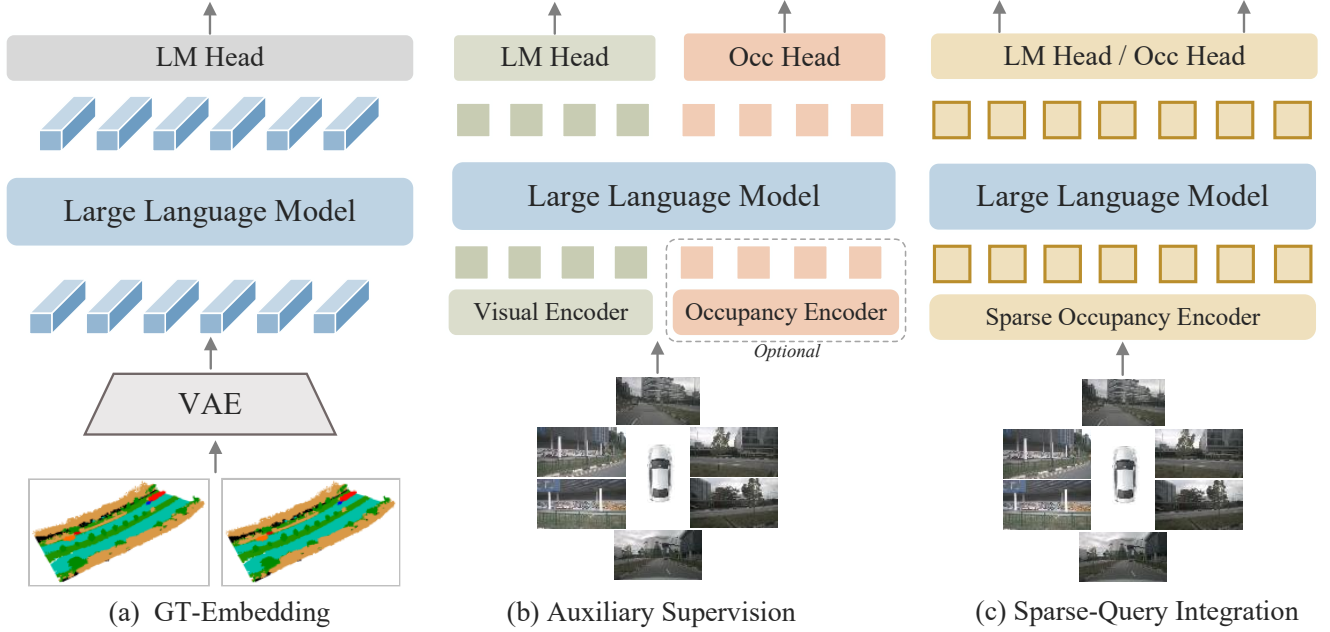 LM Head
Large Language Model
VAE
(a) GT-Embedding
LM Head
Occ Head
Large Language Model
Visual Encoder
Occupancy Encoder
Optional
(b) Auxiliary Supervision
LM Head / Occ Head
Large Language Model
Sparse Occupancy Encoder
(c) Sparse-Query Integration